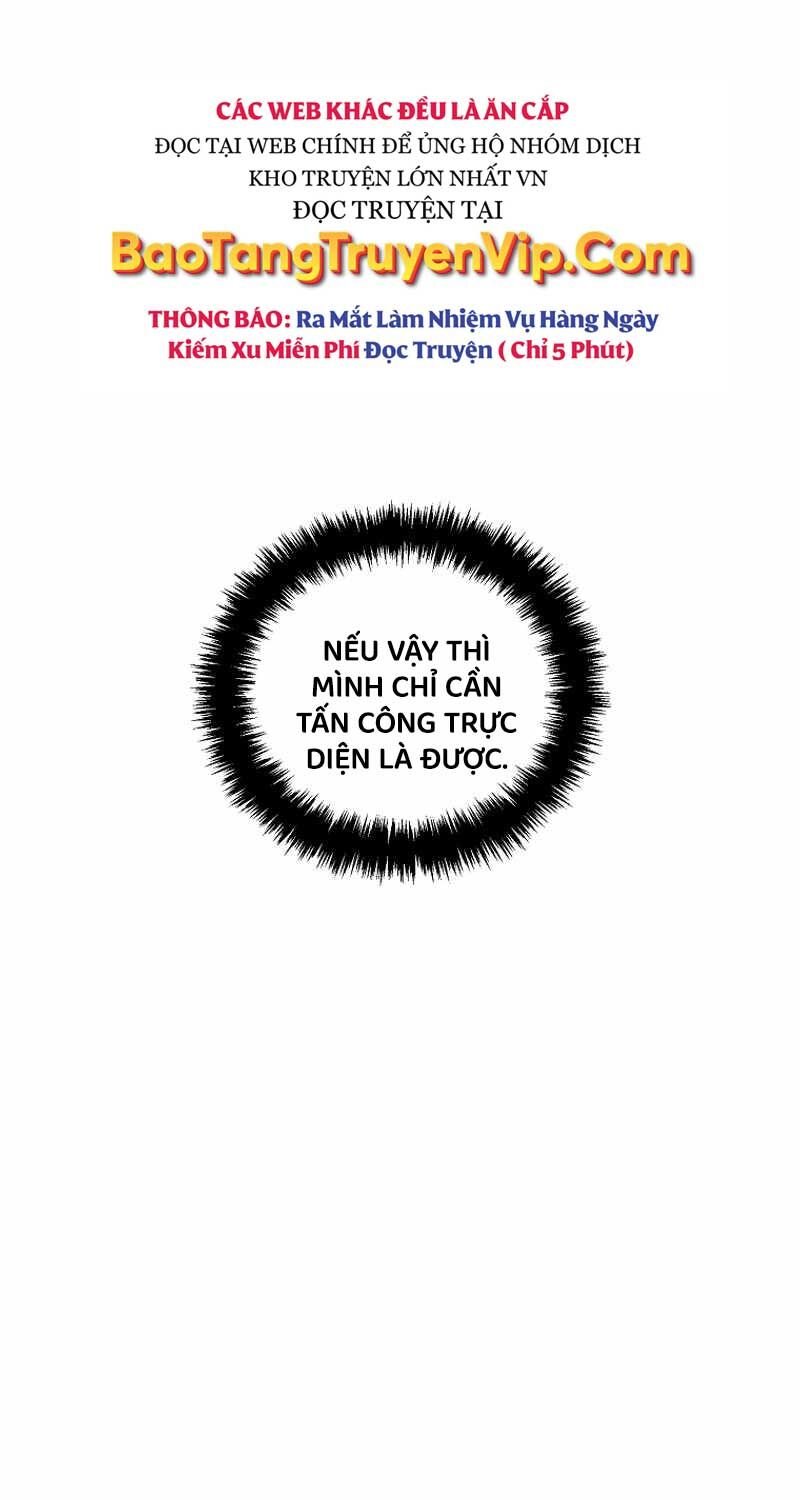 CÁC WEB KHÁC ĐỀU LÀ ĂN CẮP
ĐỌC TẠI WEB CHÍNH ĐỂ ỦNG HỘ NHÓM DỊCH
KHO TRUYỆN LỚN NHẤT VN
ĐỌC TRUYỆN TẠI
BaoTangTruyenVip.Com
THÔNG BÁO: Ra Mắt Làm Nhiệm Vụ Hàng Ngày
Kiếm Xu Miễn Phí Đọc Truyện ( Chỉ 5 Phút)
NẾU VẬY THÌ
MÌNH CHỈ CẦN
TẤN CÔNG TRỰC
DIỆN LÀ ĐƯỢC.